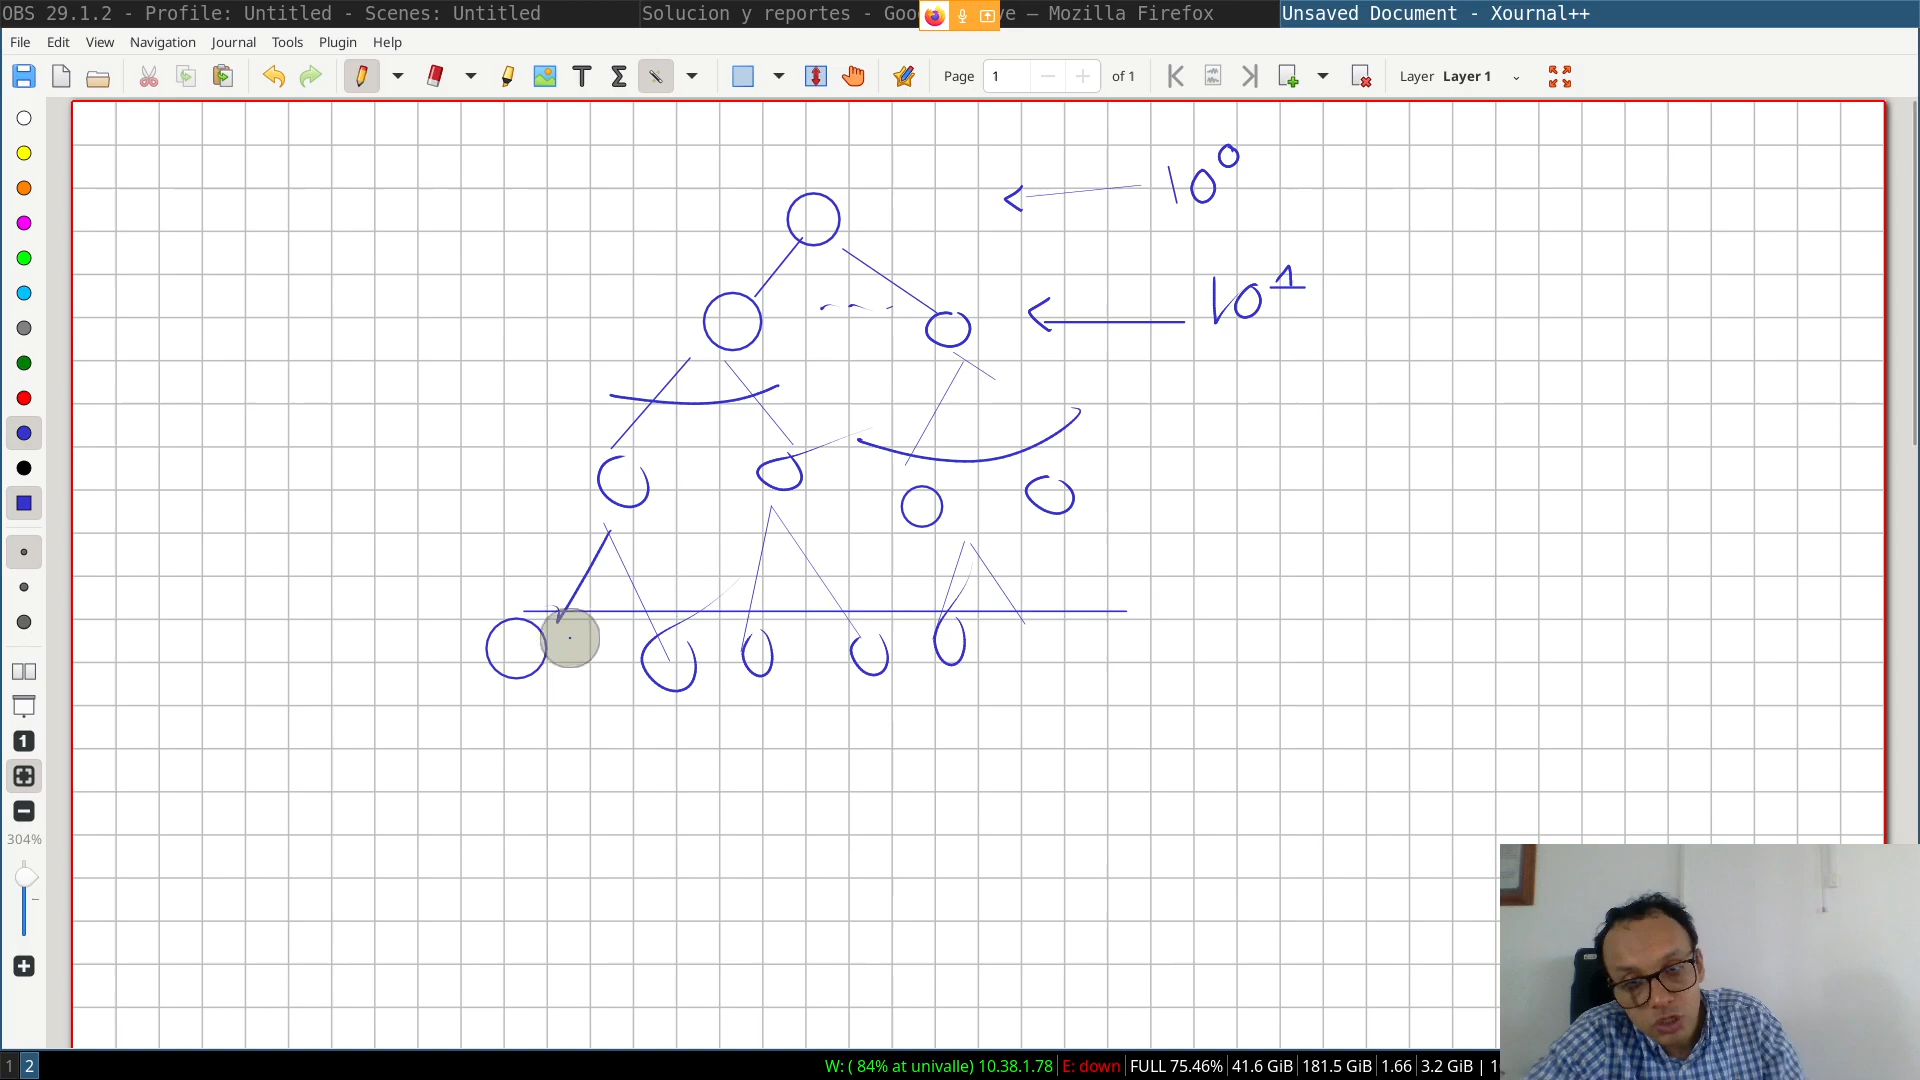 OBS 29.1.2 - Profile: Untitled - Scenes: Untitled
Solucion y reportes - Goo
ve — Mozilla Firefox
Unsaved Document - Xournal++
File Edit View Navigation Journal Tools Plugin Help
Page 1 of 1 Layer Layer 1
10⁰
10¹
1
304%
1 2
W: ( 84% at univalle) 10.38.1.78 E: down FULL 75.46% 41.6 GiB 181.5 GiB 1.66 3.2 GiB | 1